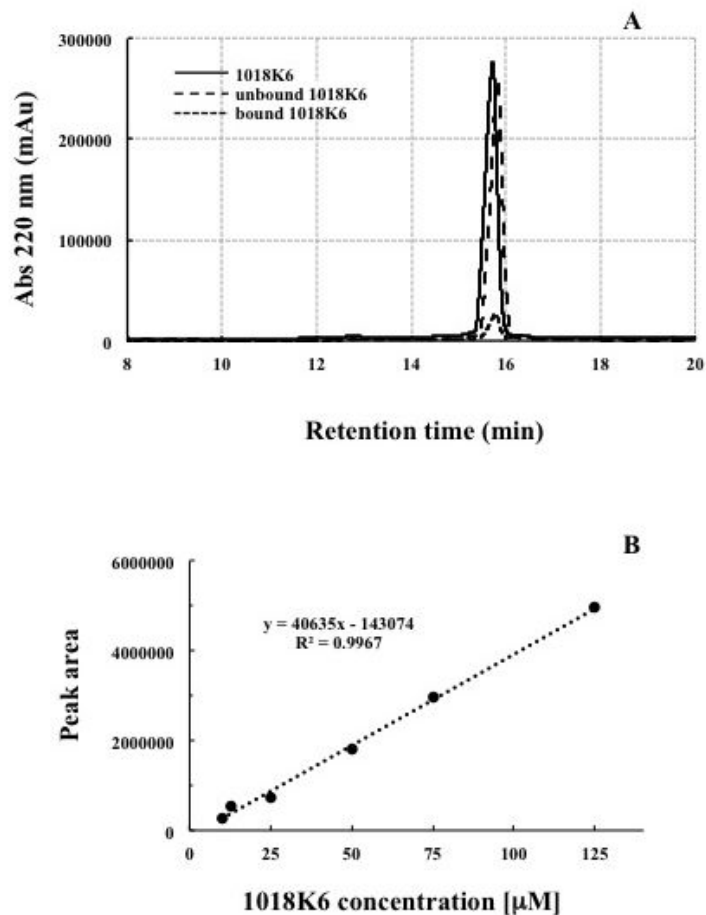 A
300000
200000
100000
0
Abs 220 nm (mAu)
1018K6
unbound 1018K6
bound 1018K6
8 10 12 14 16 18 20
Retention time (min)
B
6000000
4000000
2000000
0
Peak area
y = 40635x - 143074
R² = 0.9967
0 25 50 75 100 125
1018K6 concentration [µM]